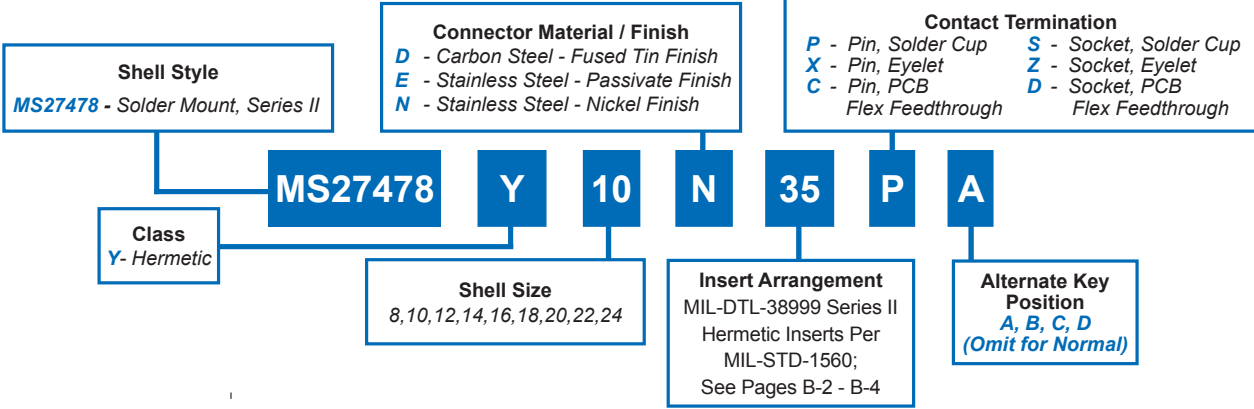 Shell Style
MS27478 - Solder Mount, Series II
Connector Material / Finish
D - Carbon Steel - Fused Tin Finish
E - Stainless Steel - Passivate Finish
N - Stainless Steel - Nickel Finish
Contact Termination
P - Pin, Solder Cup
X - Pin, Eyelet
C - Pin, PCB
Flex Feedthrough
S - Socket, Solder Cup
Z - Socket, Eyelet
D - Socket, PCB
Flex Feedthrough
MS27478 Y 10 N 35 P A
Class
Y- Hermetic
Shell Size
8,10,12,14,16,18,20,22,24
Insert Arrangement
MIL-DTL-38999 Series II
Hermetic Inserts Per
MIL-STD-1560;
See Pages B-2 - B-4
Alternate Key
Position
A, B, C, D
(Omit for Normal)